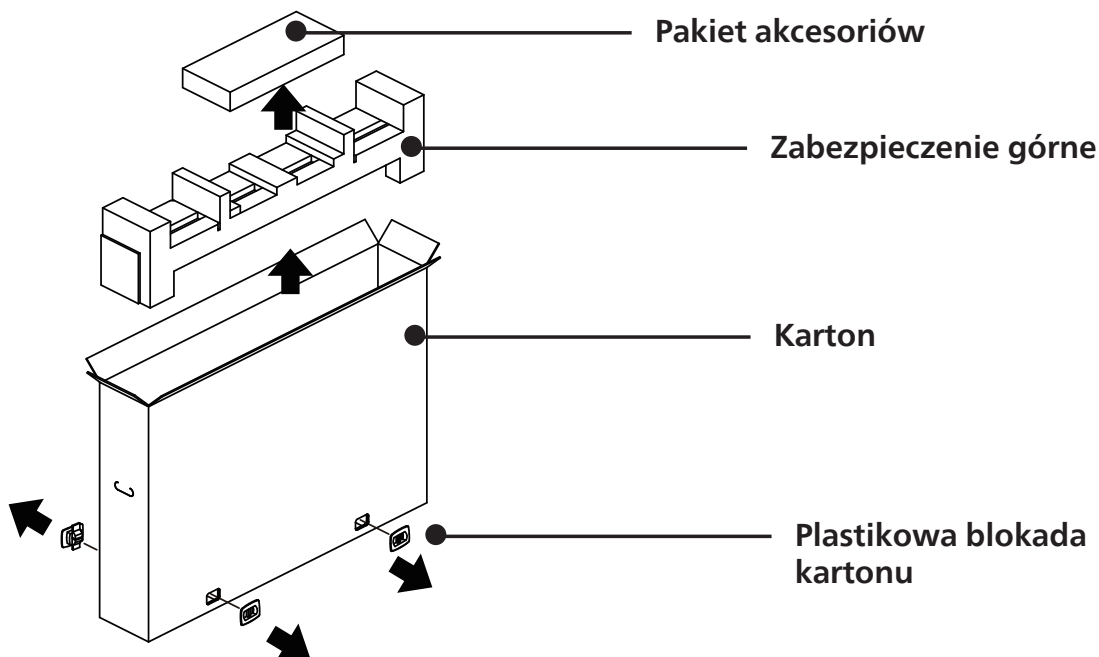 Pakiet akcesoriów
Zabezpieczenie górne
Karton
Plastikowa blokada
kartonu